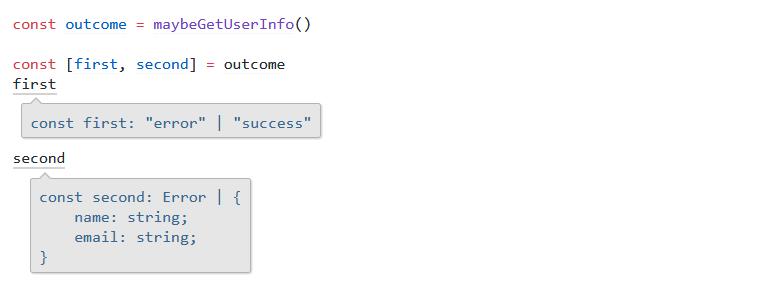 const outcome = maybeGetUserInfo()
const [first, second] = outcome
first
const first: "error" | "success"
second
const second: Error | {
    name: string;
    email: string;
}